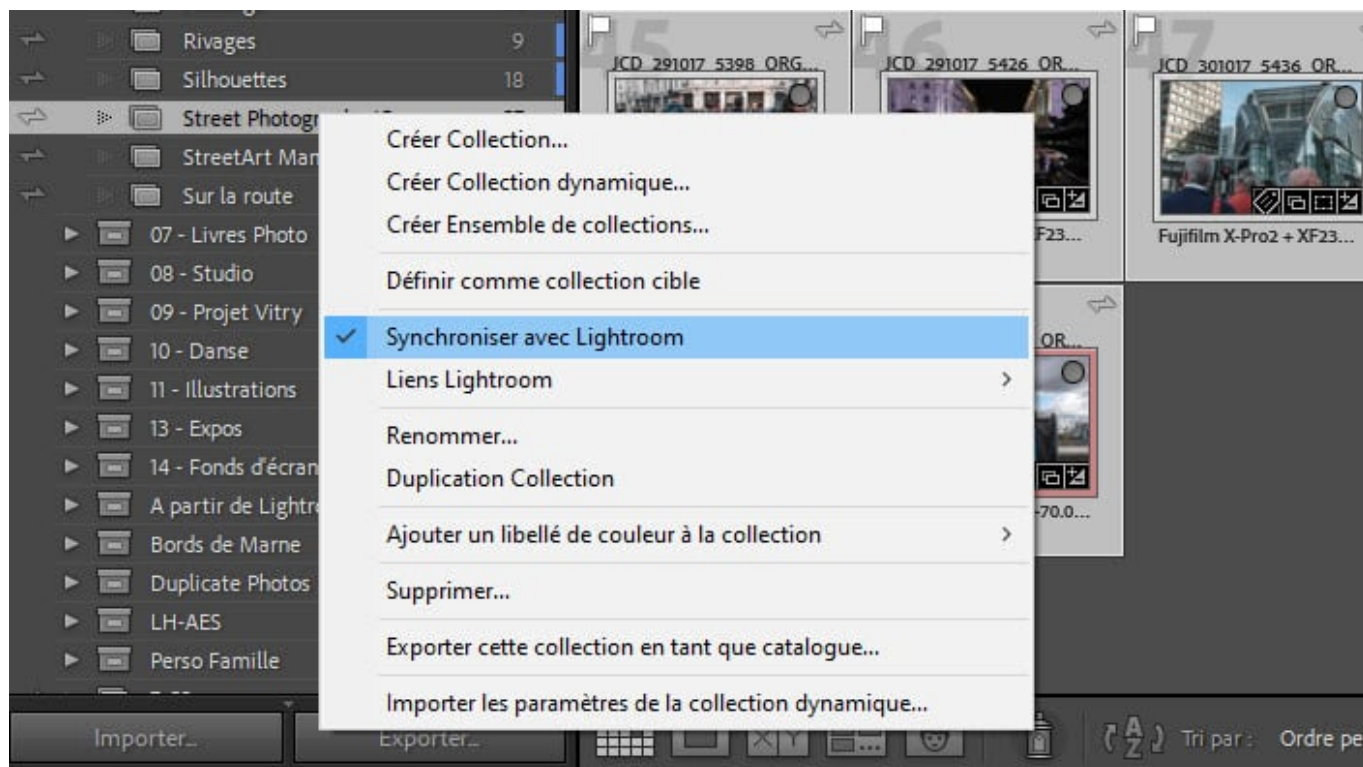 Rivages 9
Silhouettes 18
Street Photogr
StreetArt Man
Sur la route
07 - Livres Photo
08 - Studio
09 - Projet Vitry
10 - Danse
11 - Illustrations
13 - Expos
14 - Fonds d'écran
A partir de Lightr
Bords de Marne
Duplicate Photos
LH-AES
Perso Famille
Importer...
Exporter...
Créer Collection...
Créer Collection dynamique...
Créer Ensemble de collections...
Définir comme collection cible
Synchroniser avec Lightroom
Liens Lightroom
Renommer...
Duplication Collection
Ajouter un libellé de couleur à la collection
Supprimer...
Exporter cette collection en tant que catalogue...
Importer les paramètres de la collection dynamique...
45
JCD_291017_5398_ORG...
46
JCD_291017_5426_OR...
F23...
47
JCD_301017_5436_OR...
Fujifilm X-Pro2 + XF23...
OR...
-70.0...
X Y
A Z
Tri par : Ordre pe